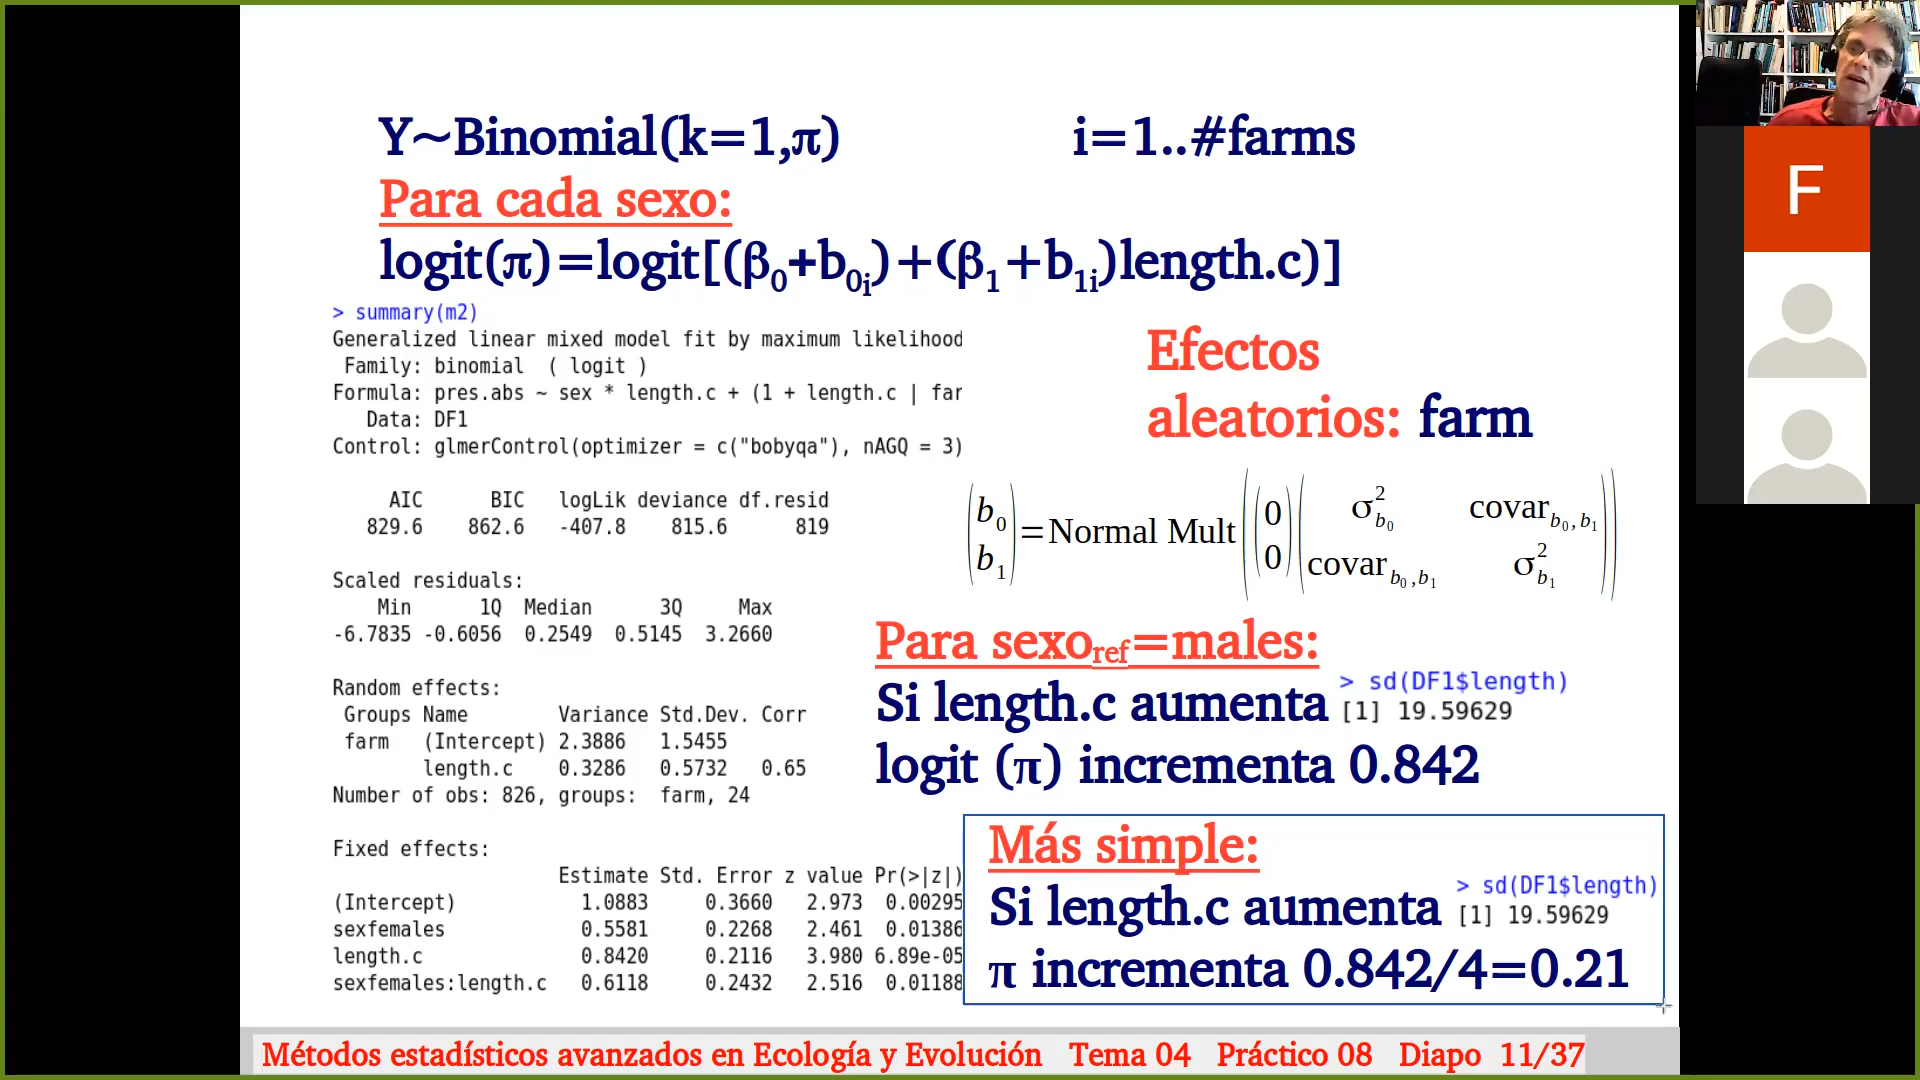 Y~Binomial(k=1,π) i=1..#farms
Para cada sexo:
logit(π)=logit[(β0+b0i)+(β1+b1i)length.c)]
> summary(m2)
Generalized linear mixed model fit by maximum likelihood
Family: binomial ( logit )
Formula: pres.abs ~ sex * length.c + (1 + length.c | far
Data: DF1
Control: glmerControl(optimizer = c("bobyqa"), nAGQ = 3)
AIC BIC logLik deviance df.resid
829.6 862.6 -407.8 815.6 819
Scaled residuals:
Min 1Q Median 3Q Max
-6.7835 -0.6056 0.2549 0.5145 3.2660
Random effects:
Groups Name Variance Std.Dev. Corr
farm (Intercept) 2.3886 1.5455
length.c 0.3286 0.5732 0.65
Number of obs: 826, groups: farm, 24
Fixed effects:
Estimate Std. Error z value Pr(>|z|)
(Intercept) 1.0883 0.3660 2.973 0.00295
sexfemales 0.5581 0.2268 2.461 0.01386
length.c 0.8420 0.2116 3.980 6.89e-05
sexfemales:length.c 0.6118 0.2432 2.516 0.01188
Efectos
aleatorios: farm
(b0 b1)=Normal Mult((0 0)(σ²b0 covar b0,b1 covar b0,b1 σ²b1))
Para sexoref=males:
Si length.c aumenta
> sd(DF1$length)
[1] 19.59629
logit (π) incrementa 0.842
Más simple:
Si length.c aumenta
> sd(DF1$length)
[1] 19.59629
π incrementa 0.842/4=0.21
Métodos estadísticos avanzados en Ecología y Evolución Tema 04 Práctico 08 Diapo 11/37
F